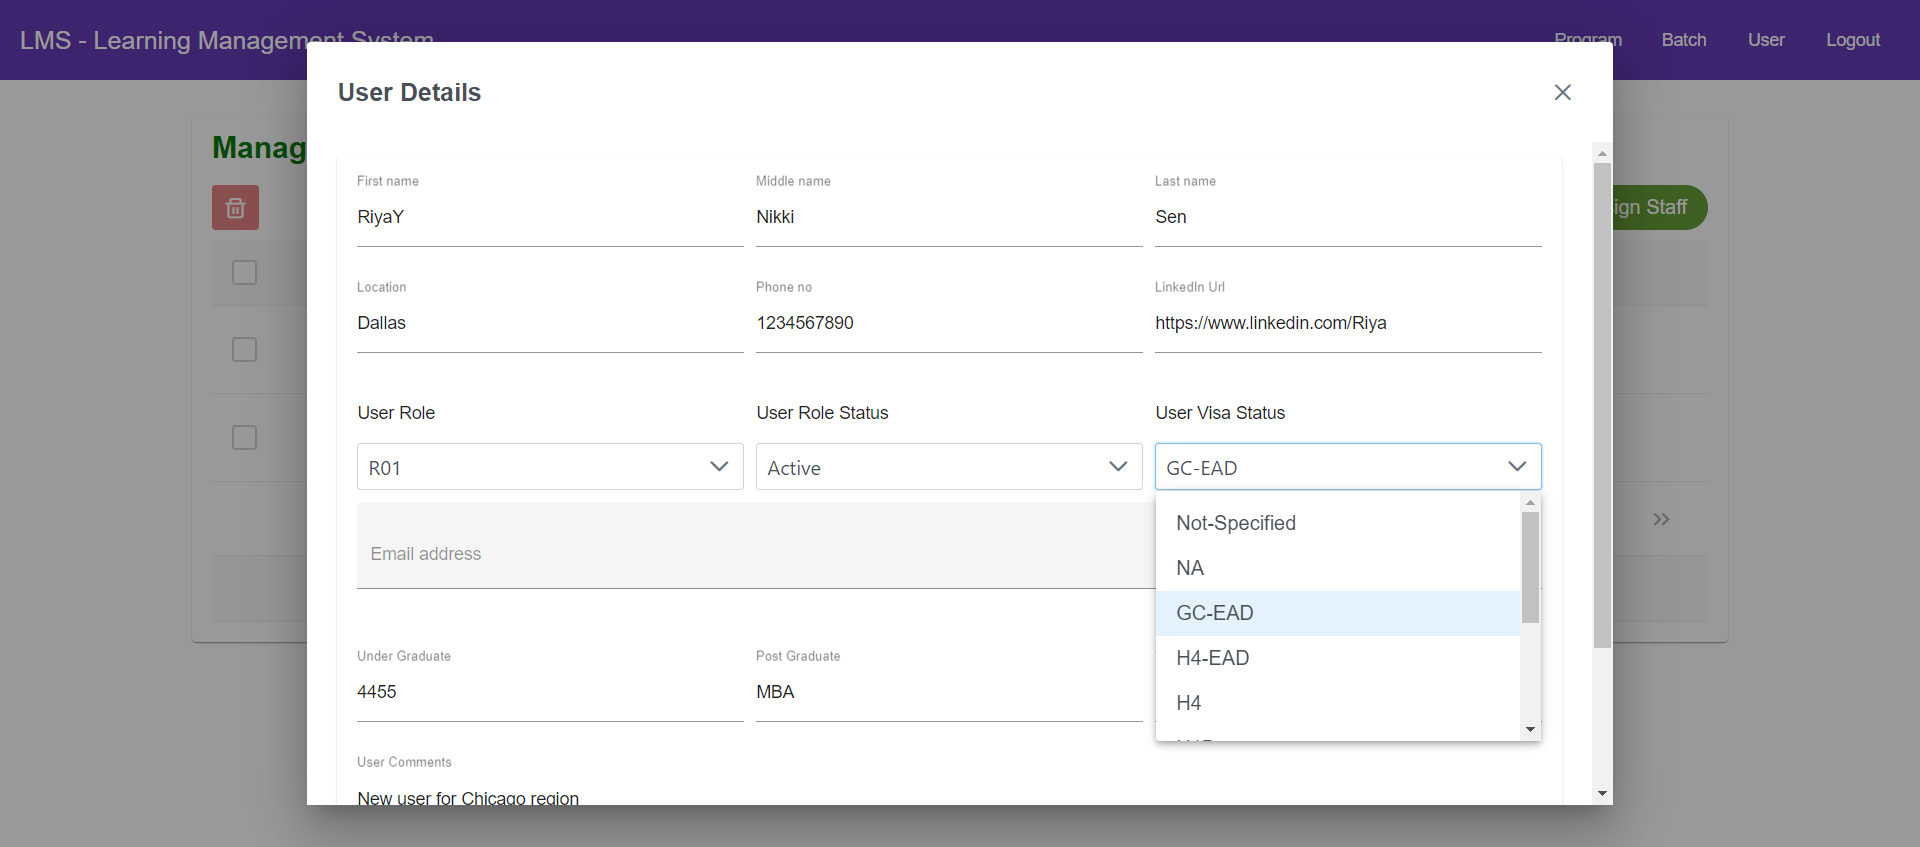 LMS - Learning Management System
Program Batch User Logout
User Details
Manag
ign Staff
First name Middle name Last name
RiyaY Nikki Sen
Location Phone no LinkedIn Url
Dallas 1234567890 https://www.linkedin.com/Riya
User Role User Role Status User Visa Status
R01 Active GC-EAD
Not-Specified
Email address
NA
GC-EAD
H4-EAD
H4
Under Graduate Post Graduate
4455 MBA
User Comments
New user for Chicago region